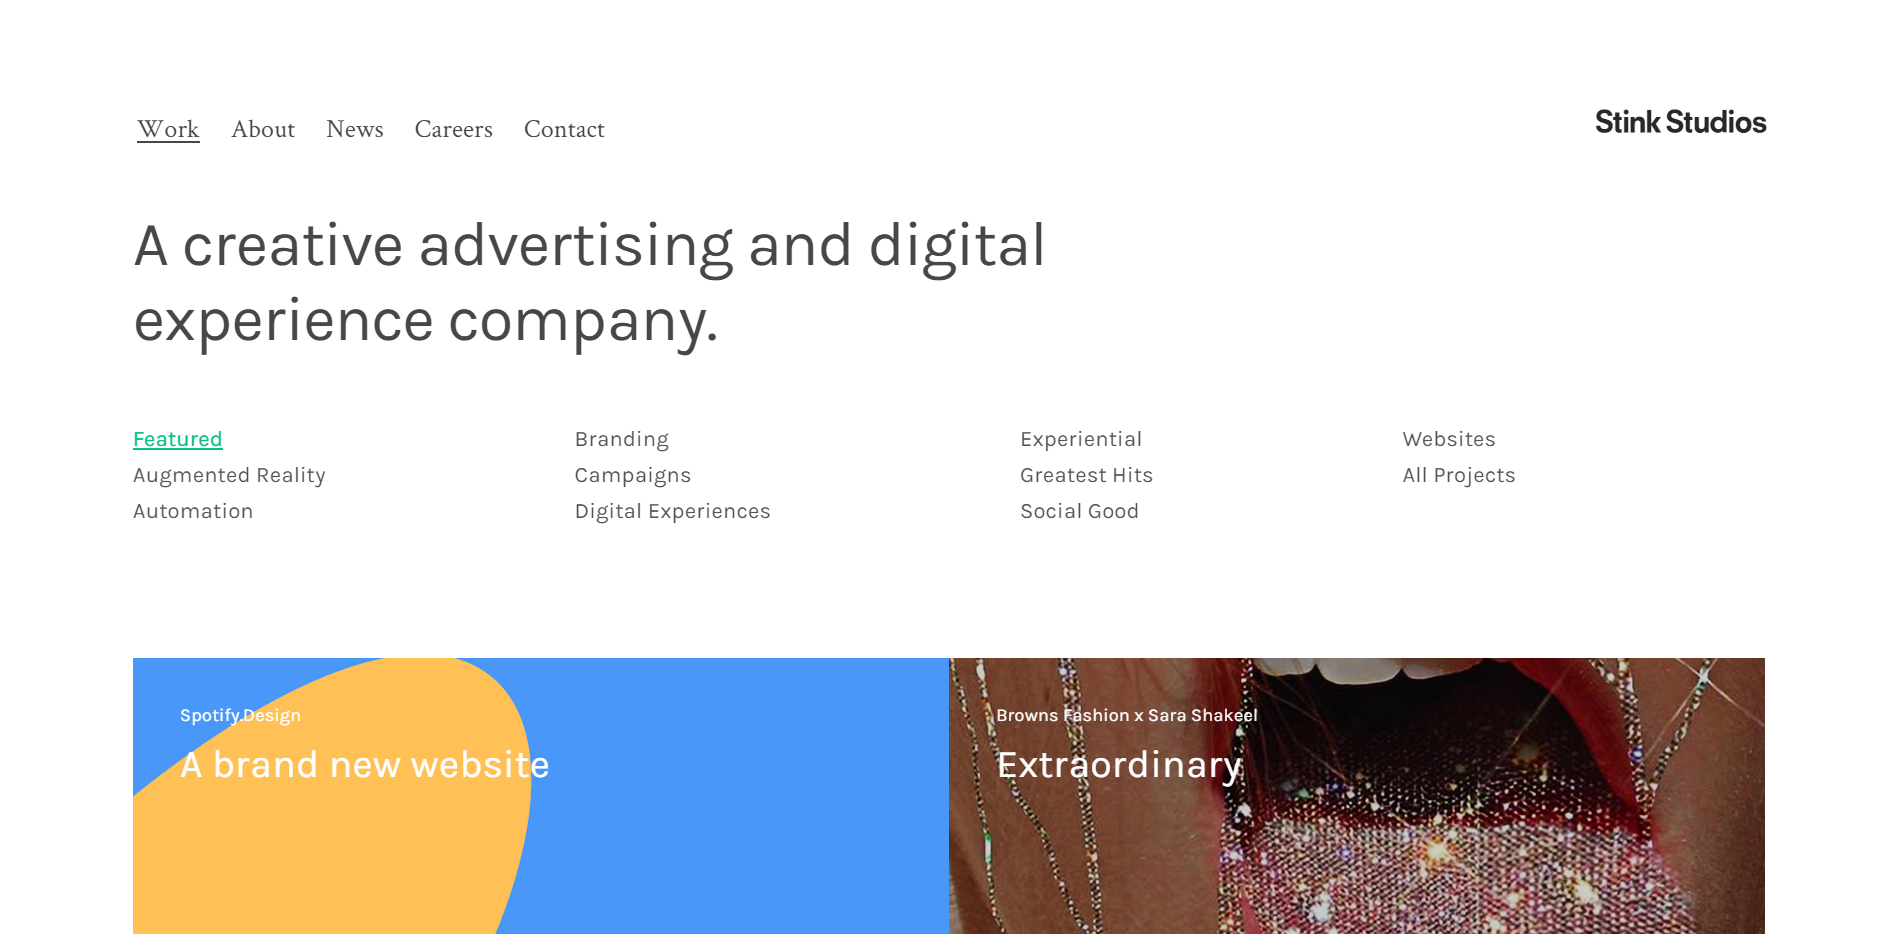 Work About News Careers Contact
Stink Studios
A creative advertising and digital
experience company.
Featured
Augmented Reality
Automation
Branding
Campaigns
Digital Experiences
Experiential
Greatest Hits
Social Good
Websites
All Projects
Spotify.Design
A brand new website
Browns Fashion x Sara Shakeel
Extraordinary